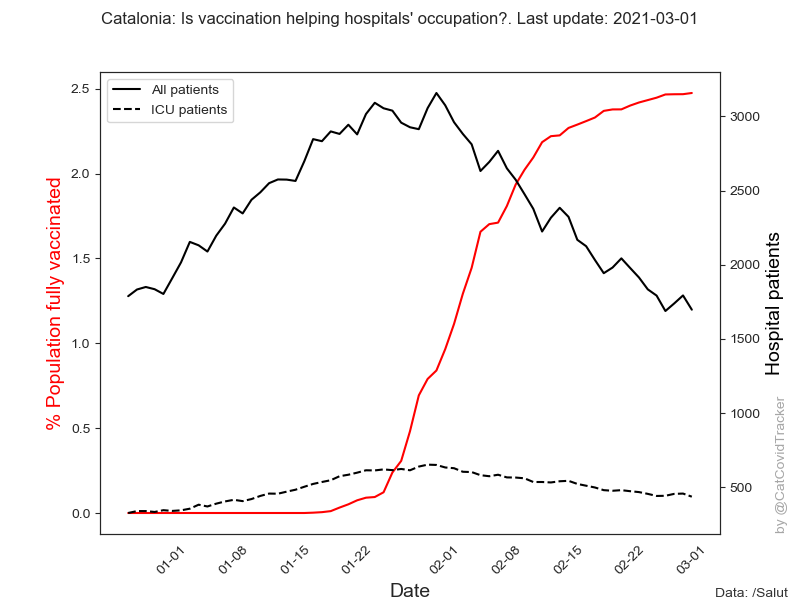 Catalonia: Is vaccination helping hospitals' occupation?. Last update: 2021-03-01
All patients
ICU patients
% Population fully vaccinated
2.5
2.0
1.5
1.0
0.5
0.0
3000
2500
2000
1500
1000
500
Hospital patients
by @CatCovidTracker
01-01
01-08
01-15
01-22
02-01
02-08
02-15
02-22
03-01
Date
Data: /Salut